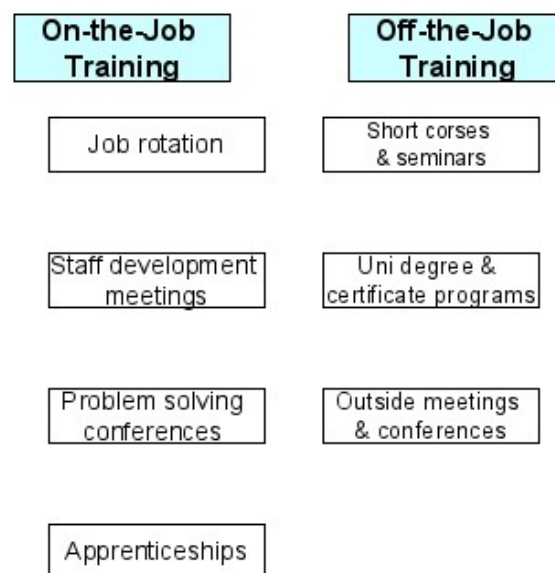 On-the-Job
Training
Off-the-Job
Training
Job rotation
Short corses
& seminars
Staff development
meetings
Uni degree &
certificate programs
Problem solving
conferences
Outside meetings
& conferences
Apprenticeships